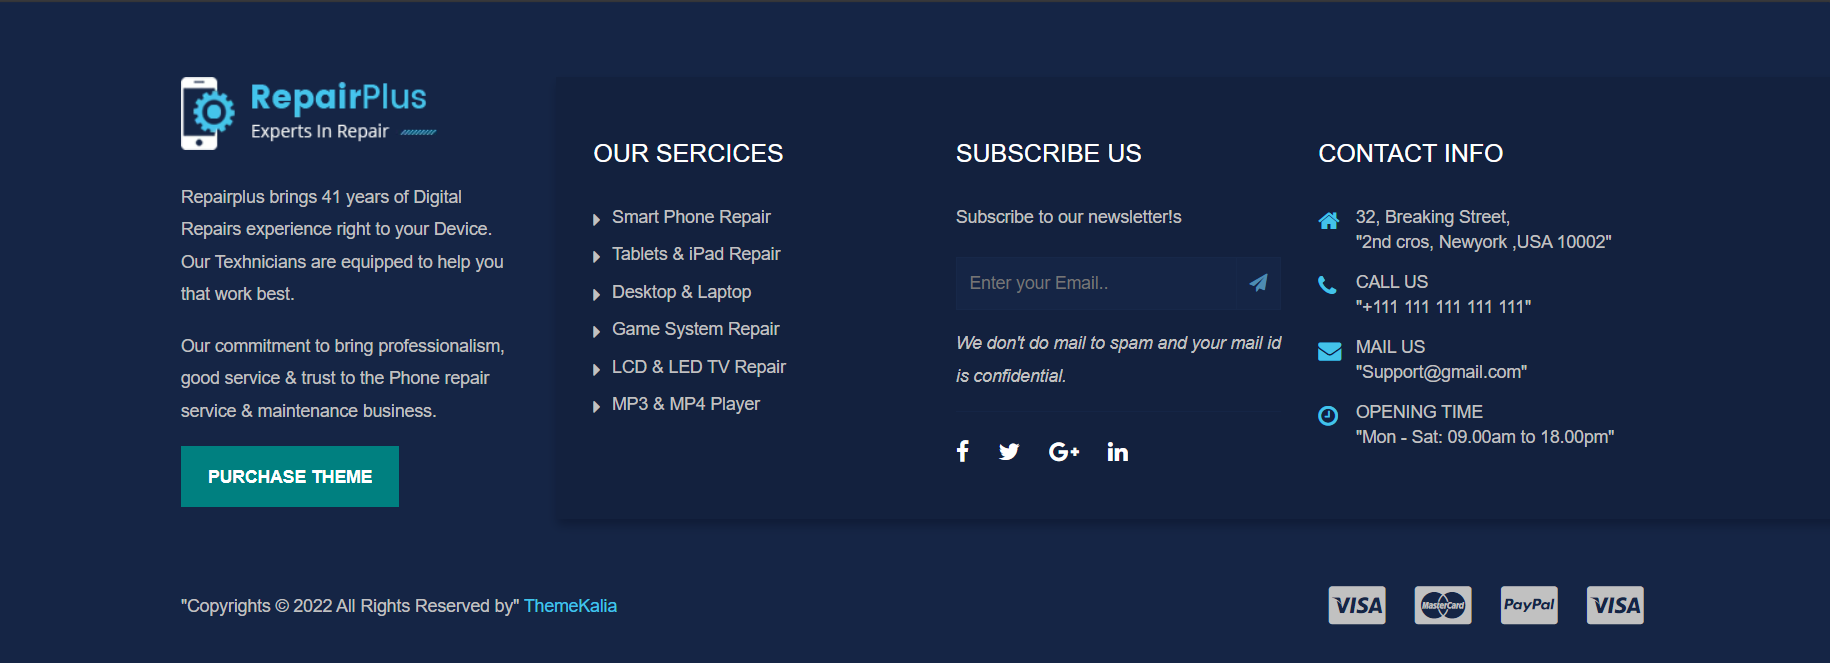 RepairPlus
Experts In Repair
Repairplus brings 41 years of Digital
Repairs experience right to your Device.
Our Texhnicians are equipped to help you
that work best.
Our commitment to bring professionalism,
good service & trust to the Phone repair
service & maintenance business.
PURCHASE THEME
OUR SERCICES
Smart Phone Repair
Tablets & iPad Repair
Desktop & Laptop
Game System Repair
LCD & LED TV Repair
MP3 & MP4 Player
SUBSCRIBE US
Subscribe to our newsletter!s
Enter your Email..
We don't do mail to spam and your mail id
is confidential.
CONTACT INFO
32, Breaking Street,
"2nd cros, Newyork ,USA 10002"
CALL US
"+111 111 111 111 111"
MAIL US
"Support@gmail.com"
OPENING TIME
"Mon - Sat: 09.00am to 18.00pm"
"Copyrights © 2022 All Rights Reserved by" ThemeKalia
VISA MasterCard PayPal VISA